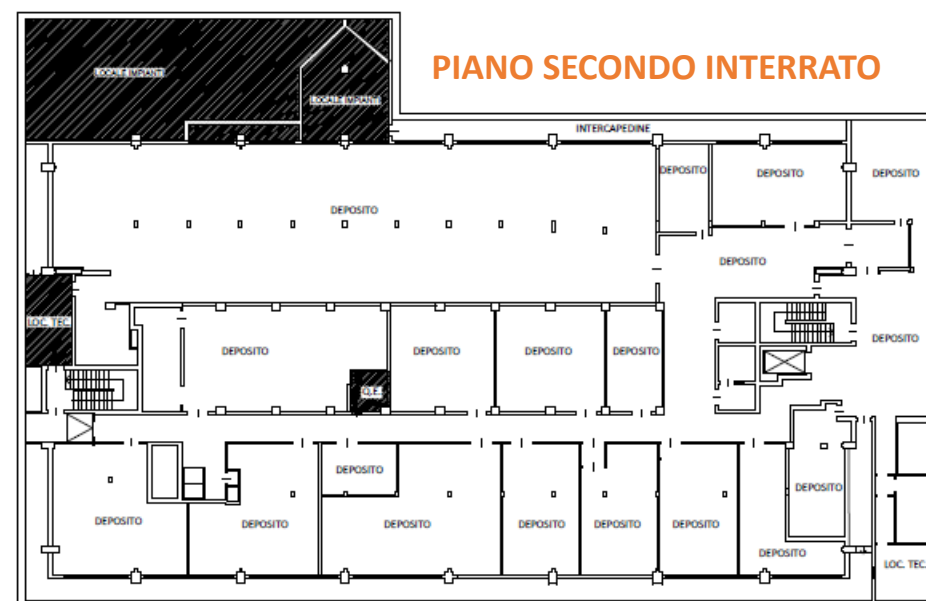 PIANO SECONDO INTERRATO
LOCALE IMPIANTI
LOCALE IMPIANTI
INTERCAPEDINE
DEPOSITO
DEPOSITO
DEPOSITO
DEPOSITO
DEPOSITO
LOC. TEC.
DEPOSITO
DEPOSITO
DEPOSITO
DEPOSITO
DEPOSITO
Q.E.
DEPOSITO
DEPOSITO
DEPOSITO
DEPOSITO
DEPOSITO
DEPOSITO
DEPOSITO
DEPOSITO
DEPOSITO
LOC. TEC.